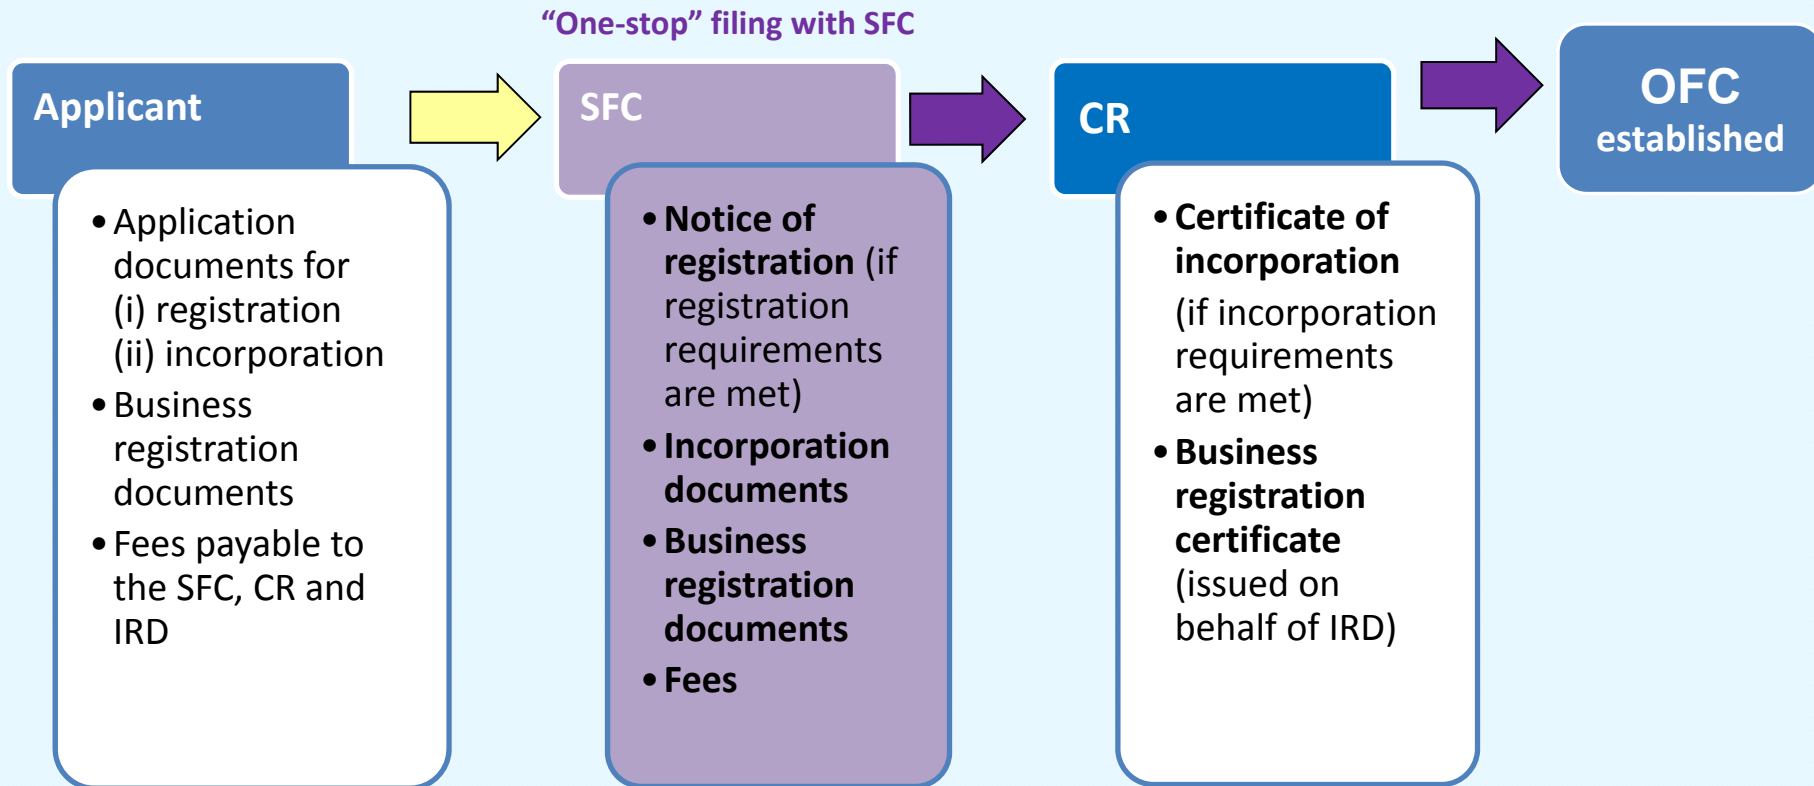 “One-stop” filing with SFC
Applicant
• Application
documents for
(i) registration
(ii) incorporation
• Business
registration
documents
• Fees payable to
the SFC, CR and
IRD
SFC
• Notice of
registration (if
registration
requirements
are met)
• Incorporation
documents
• Business
registration
documents
• Fees
CR
• Certificate of
incorporation
(if incorporation
requirements
are met)
• Business
registration
certificate
(issued on
behalf of IRD)
OFC
established